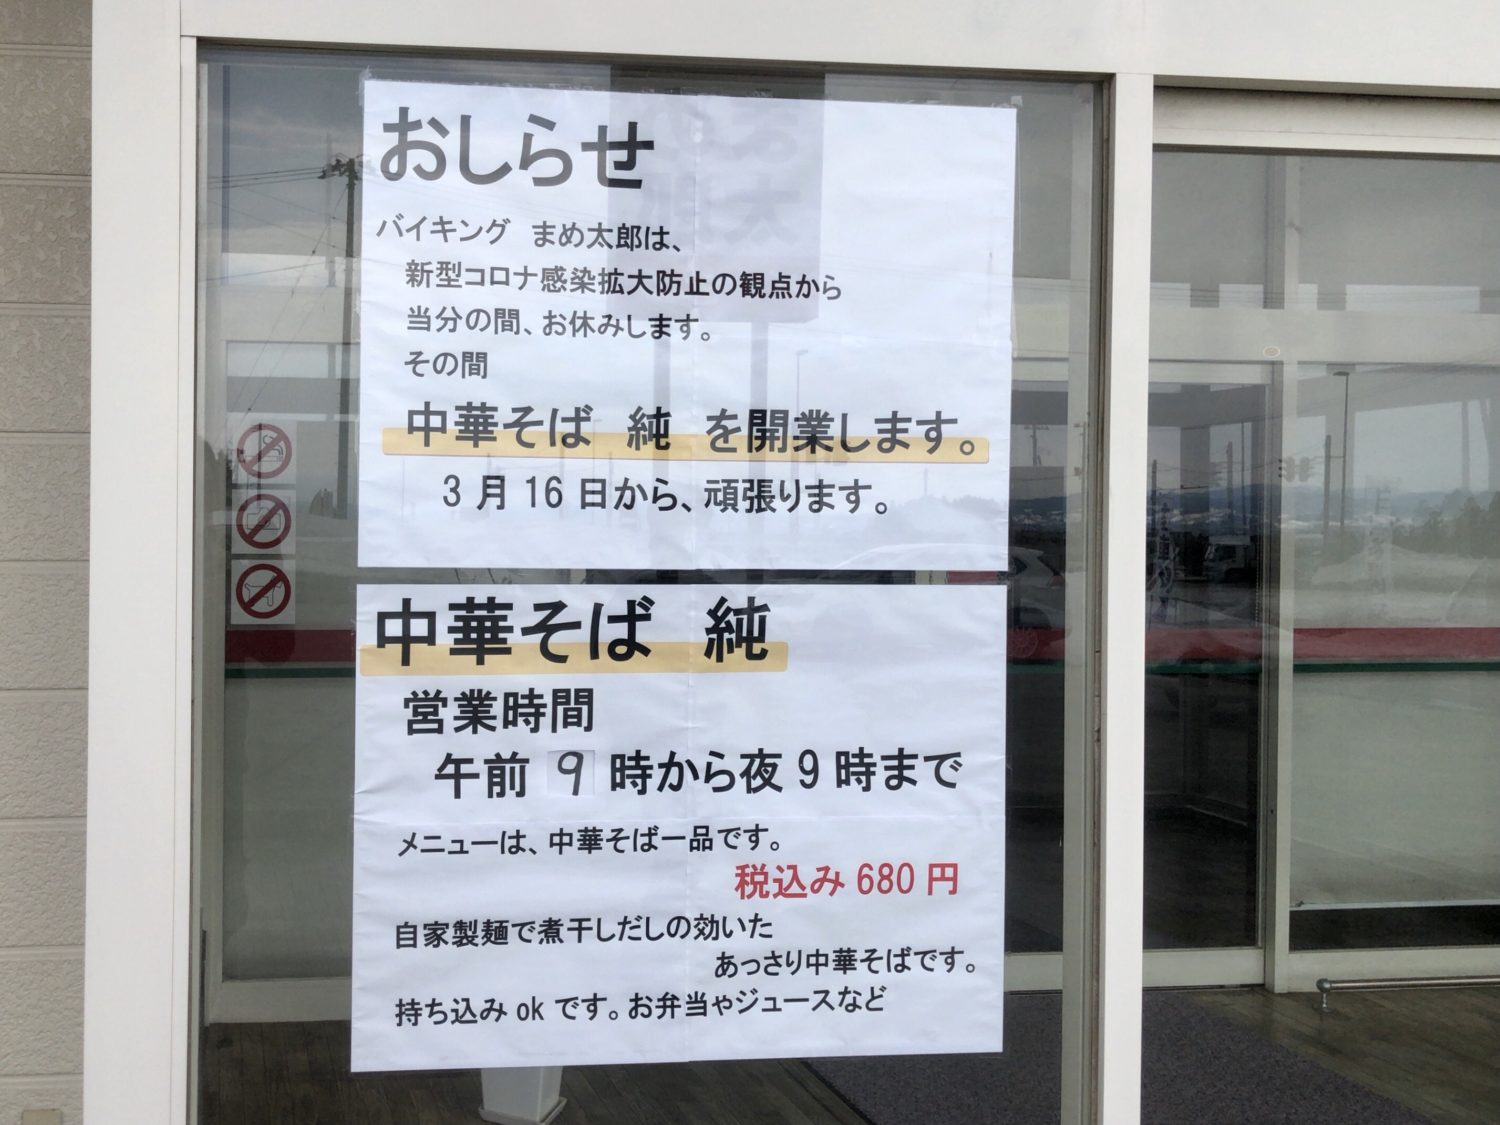 おしらせ
バイキング まめ太郎は、
新型コロナ感染拡大防止の観点から
当分の間、お休みします。
その間
中華そば 純 を開業します。
3月16日から、頑張ります。
中華そば 純
営業時間
午前 9 時から夜9時まで
メニューは、中華そば一品です。
税込み680円
自家製麺で煮干しだしの効いた
あっさり中華そばです。
持ち込みokです。お弁当やジュースなど